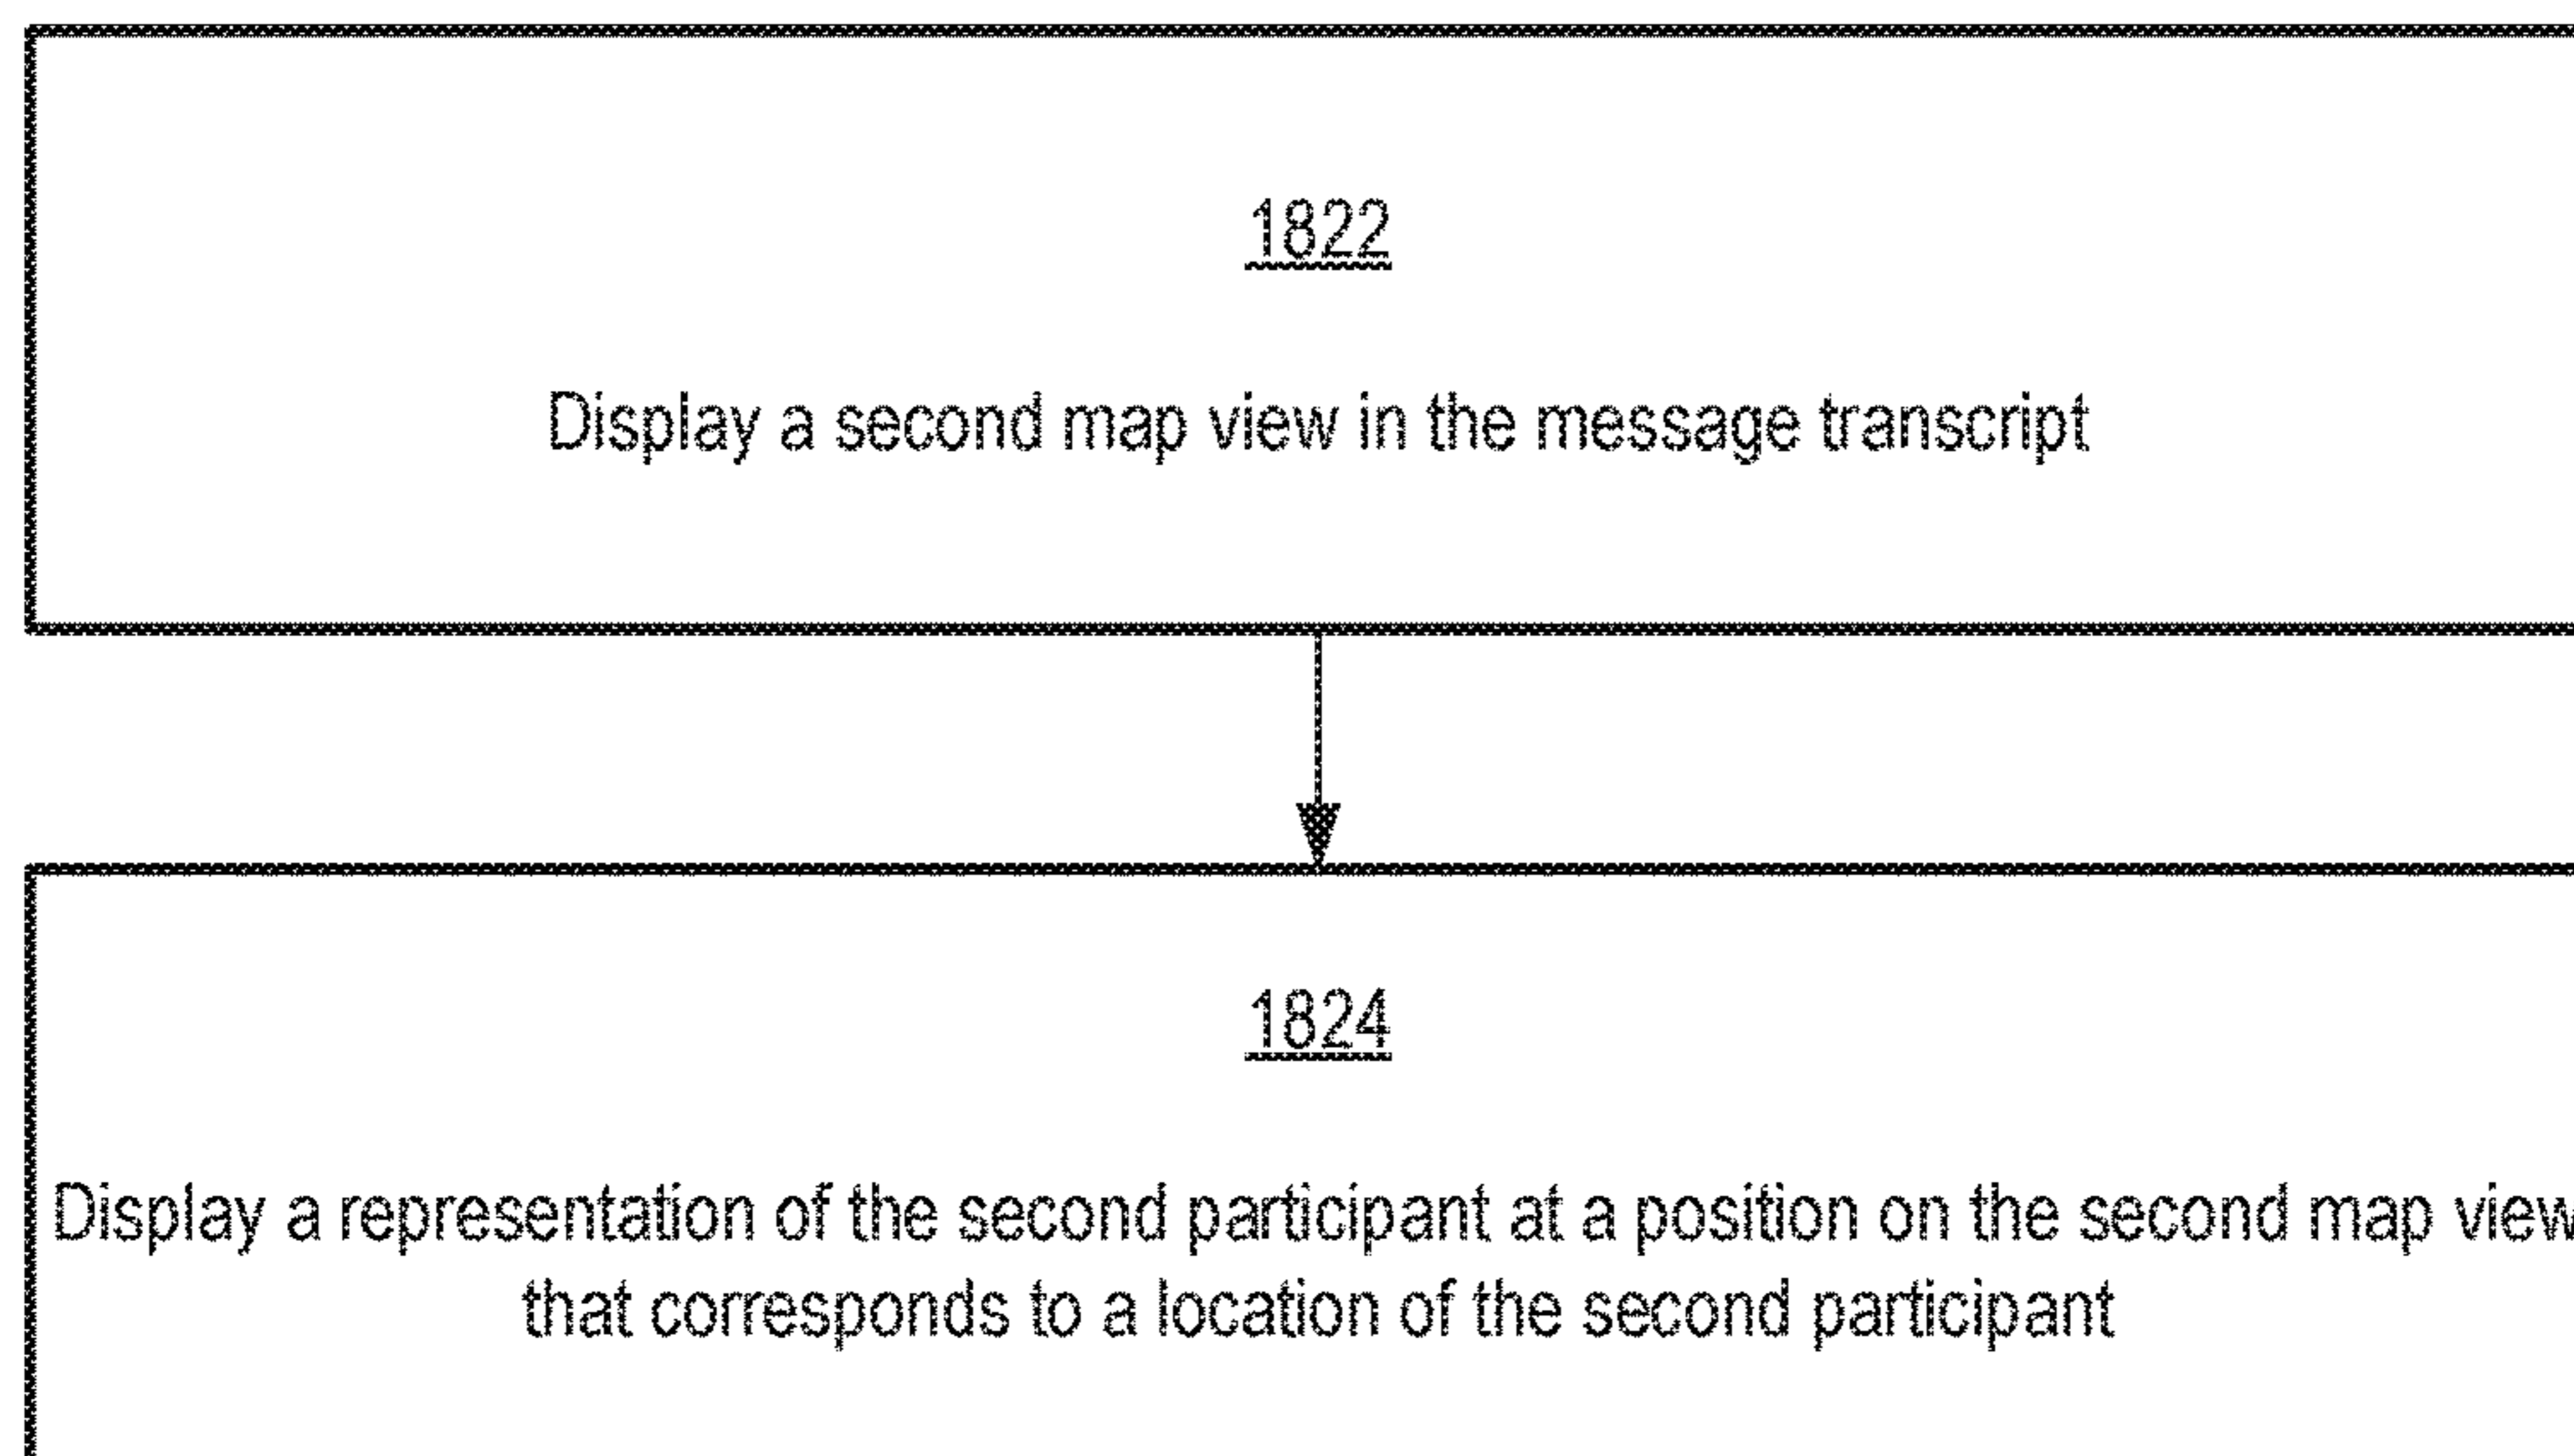 1822
Display a second map view in the message transcript
1824
Display a representation of the second participant at a position on the second map view
that corresponds to a location of the second participant